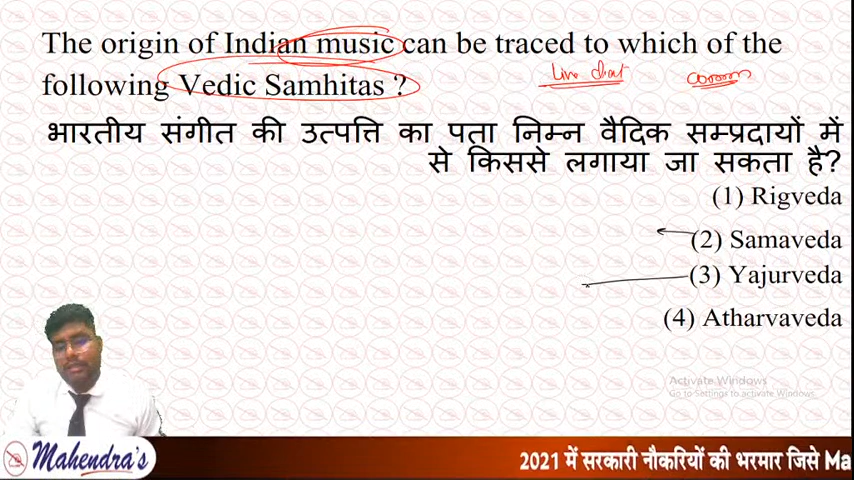 The origin of Indian music can be traced to which of the
following Vedic Samhitas ?
Live chat
भारतीय संगीत की उत्पत्ति का पता निम्न वैदिक सम्प्रदायों में
से किससे लगाया जा सकता है?
(1) Rigveda
(2) Samaveda
(3) Yajurveda
(4) Atharvaveda
Activate Windows
Go to Settings to activate Windows.
Mahendra's
2021 में सरकारी नौकरियों की भरमार जिसे Ma